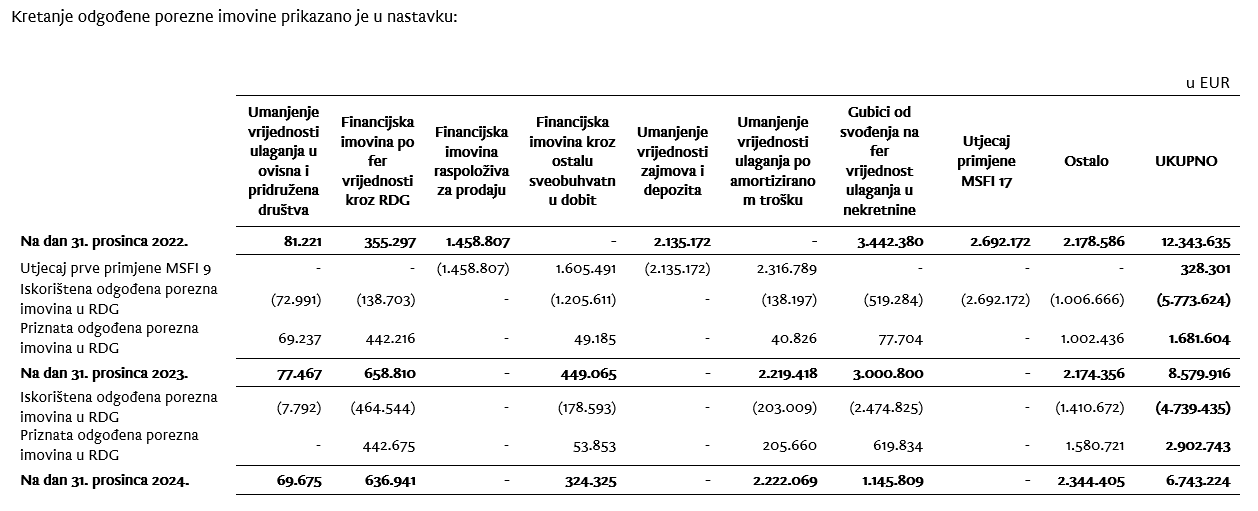 Kretanje odgođene porezne imovine prikazano je u nastavku:
u EUR
Umanjenje vrijednosti ulaganja u ovisna i pridružena društva | Financijska imovina po fer vrijednosti kroz RDG | Financijska imovina raspoloživa za prodaju | Financijska imovina kroz ostalu sveobuhvatn u dobit | Umanjenje vrijednosti zajmova i depozita | Umanjenje vrijednosti ulaganja po amortizirano m trošku | Gubici od svođenja na fer vrijednost ulaganja u nekretnine | Utjecaj primjene MSFI 17 | Ostalo | UKUPNO
Na dan 31. prosinca 2022. 81.221 355.297 1.458.807 - 2.135.172 - 3.442.380 2.692.172 2.178.586 12.343.635
Utjecaj prve primjene MSFI 9 - - (1.458.807) 1.605.491 (2.135.172) 2.316.789 - - - 328.301
Iskorištena odgođena porezna
imovina u RDG (72.991) (138.703) - (1.205.611) - (138.197) (519.284) (2.692.172) (1.006.666) (5.773.624)
Priznata odgođena porezna
imovina u RDG 69.237 442.216 - 49.185 - 40.826 77.704 - 1.002.436 1.681.604
Na dan 31. prosinca 2023. 77.467 658.810 - 449.065 - 2.219.418 3.000.800 - 2.174.356 8.579.916
Iskorištena odgođena porezna
imovina u RDG (7.792) (464.544) - (178.593) - (203.009) (2.474.825) - (1.410.672) (4.739.435)
Priznata odgođena porezna
imovina u RDG - 442.675 - 53.853 - 205.660 619.834 - 1.580.721 2.902.743
Na dan 31. prosinca 2024. 69.675 636.941 - 324.325 - 2.222.069 1.145.809 - 2.344.405 6.743.224